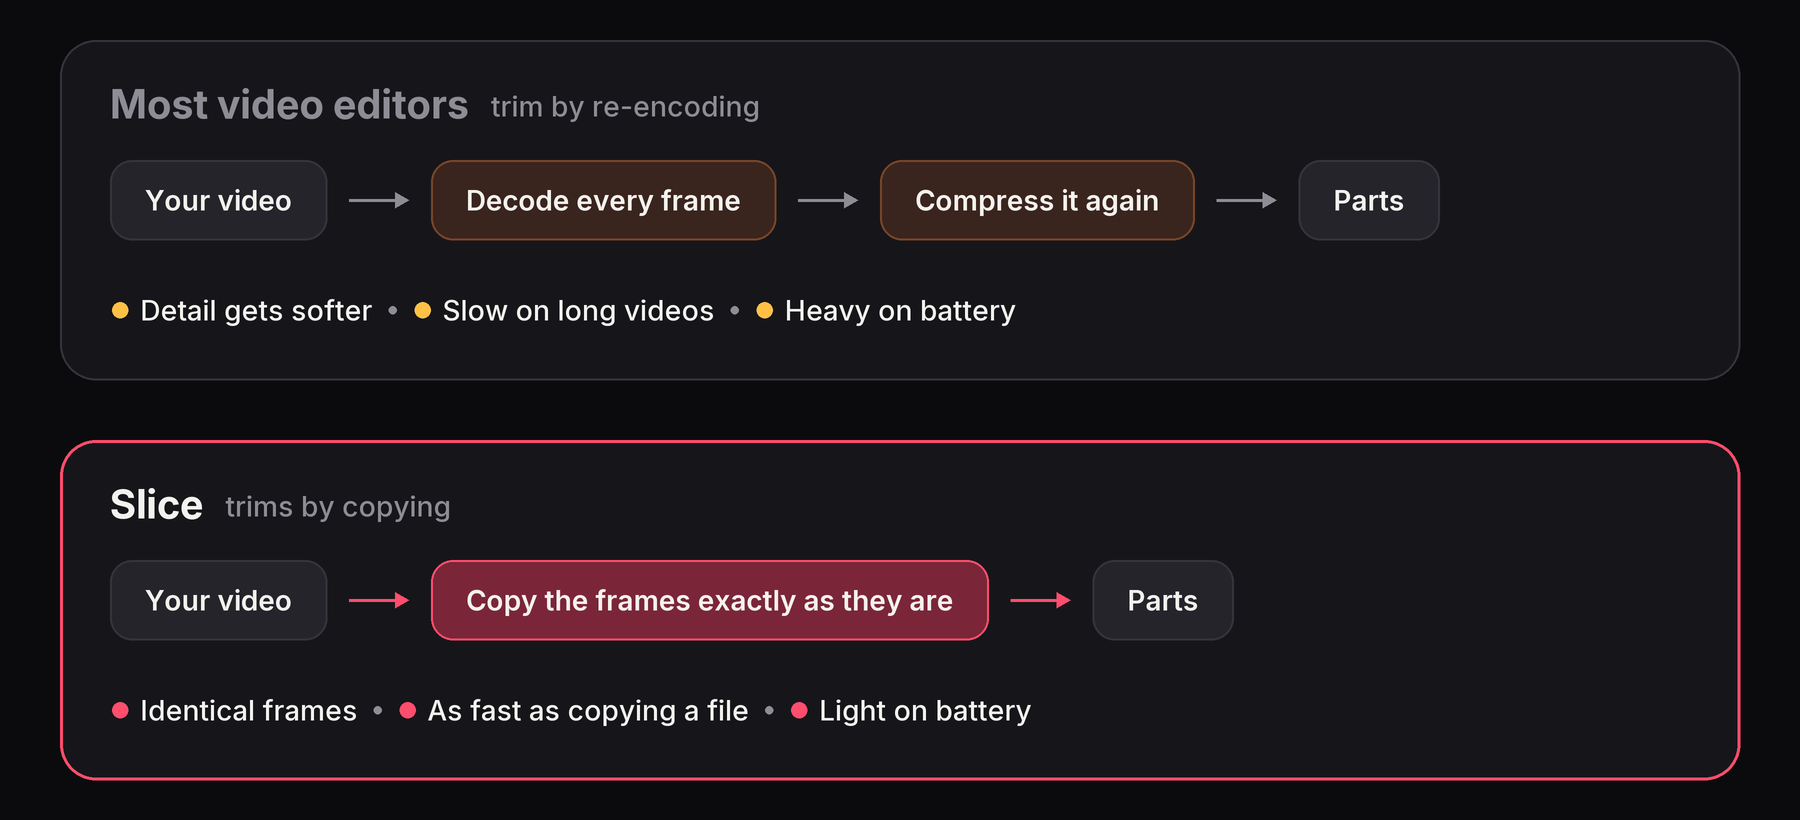 Most video editors trim by re-encoding
Your video Decode every frame Compress it again Parts
Detail gets softer • Slow on long videos • Heavy on battery
Slice trims by copying
Your video Copy the frames exactly as they are Parts
Identical frames • As fast as copying a file • Light on battery